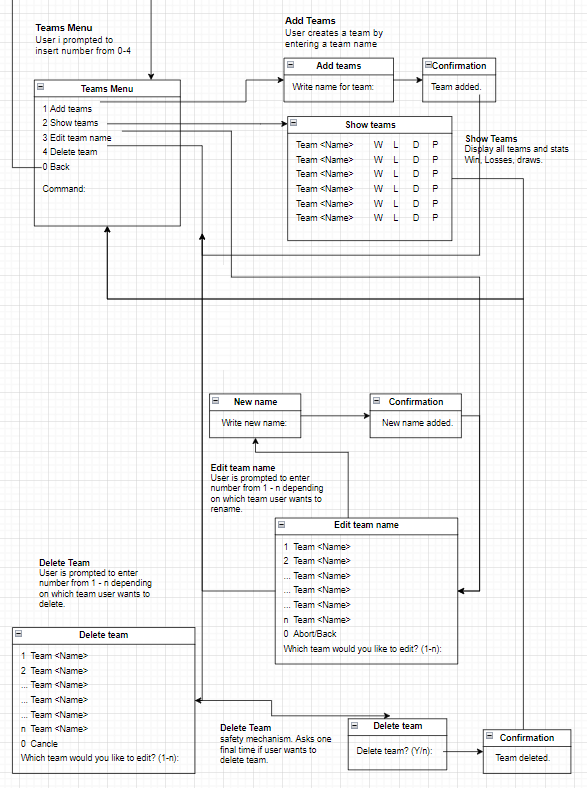 Teams Menu
User i prompted to
insert number from 0-4
Add Teams
User creates a team by
entering a team name
Teams Menu
1 Add teams
2 Show teams
3 Edit team name
4 Delete team
0 Back
Command:
Add teams
Write name for team:
Confirmation
Team added.
Show teams
Team <Name> W L D P
Team <Name> W L D P
Team <Name> W L D P
Team <Name> W L D P
Team <Name> W L D P
Team <Name> W L D P
Show Teams
Display all teams and stats
Win, Losses, draws.
New name
Write new name:
Confirmation
New name added.
Edit team name
User is prompted to enter
number from 1 - n depending
on which team user wants to
rename.
Edit team name
1 Team <Name>
2 Team <Name>
... Team <Name>
... Team <Name>
... Team <Name>
n Team <Name>
0 Abort/Back
Which team would you like to edit? (1-n):
Delete Team
User is prompted to enter
number from 1 - n depending
on which team user wants to
delete.
Delete team
1 Team <Name>
2 Team <Name>
... Team <Name>
... Team <Name>
... Team <Name>
n Team <Name>
0 Cancle
Which team would you like to edit? (1-n):
Delete Team
safety mechanism. Asks one
final time if user wants to
delete team.
Delete team
Delete team? (Y/n):
Confirmation
Team deleted.